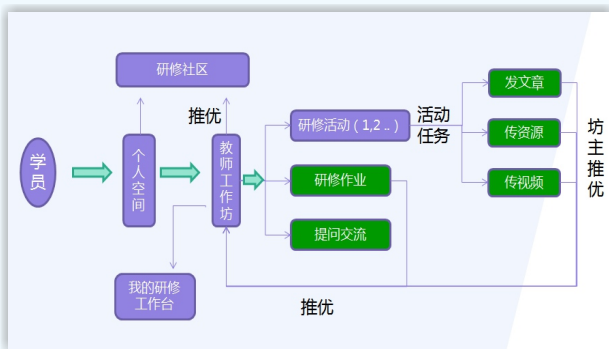 研修社区
推优
学员
个人空间
教师工作坊
研修活动（1,2 ..）
研修作业
提问交流
活动
任务
发文章
传资源
传视频
坊主推优
我的研修
工作台
推优